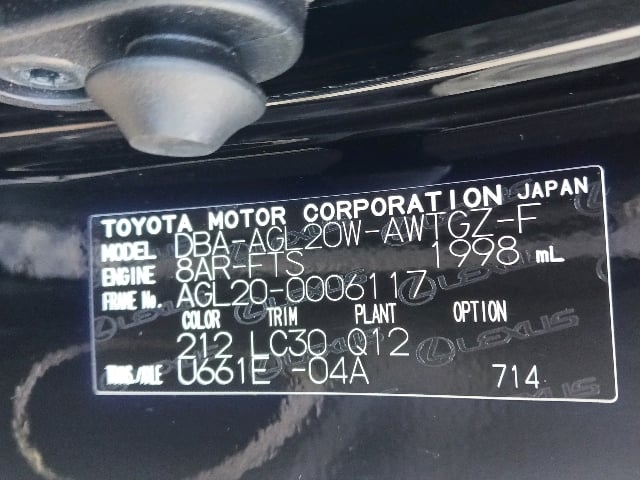 TOYOTA MOTOR CORPORATION JAPAN
MODEL DBA-AGL20W-AWTGZ-F
ENGINE 8AR-FTS 1998 mL
FRAME No. AGL20-0006117
COLOR TRIM PLANT OPTION
212 LC30 Q12
TRANS/AXLE U661E -04A 714